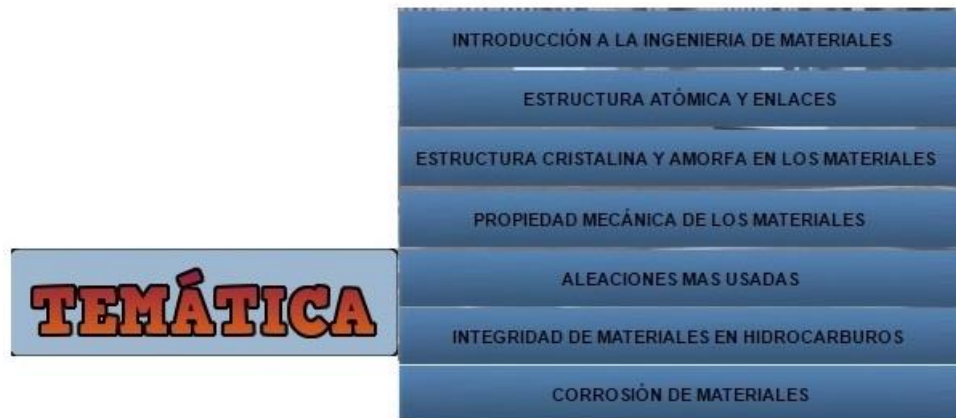 INTRODUCCIÓN A LA INGENIERIA DE MATERIALES
ESTRUCTURA ATÓMICA Y ENLACES
ESTRUCTURA CRISTALINA Y AMORFA EN LOS MATERIALES
PROPIEDAD MECÁNICA DE LOS MATERIALES
TEMÁTICA
ALEACIONES MAS USADAS
INTEGRIDAD DE MATERIALES EN HIDROCARBUROS
CORROSIÓN DE MATERIALES